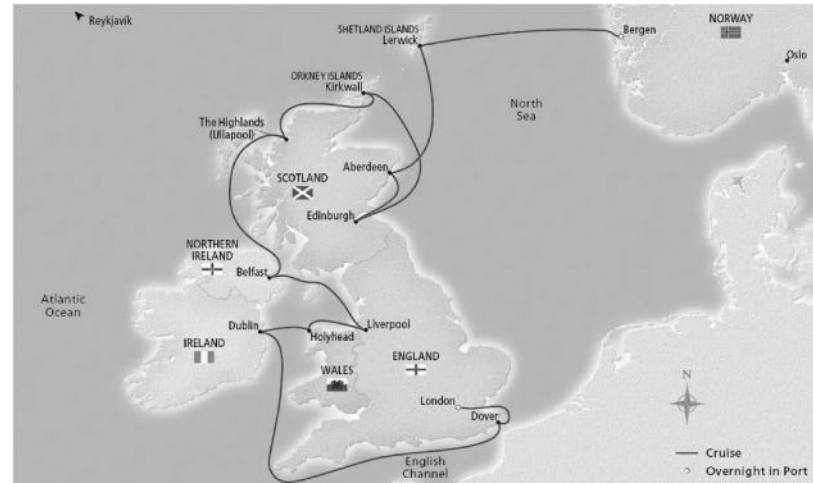 Reykjavík
SHETLAND ISLANDS
Lerwick
Bergen
NORWAY
Oslo
ORKNEY ISLANDS
Kirkwall
North
Sea
The Highlands
(Ullapool)
Aberdeen
SCOTLAND
Edinburgh
NORTHERN
IRELAND
Belfast
Atlantic
Ocean
Dublin
Holyhead
Liverpool
IRELAND
WALES
ENGLAND
N
London
Dover
English
Channel
Cruise
Overnight in Port